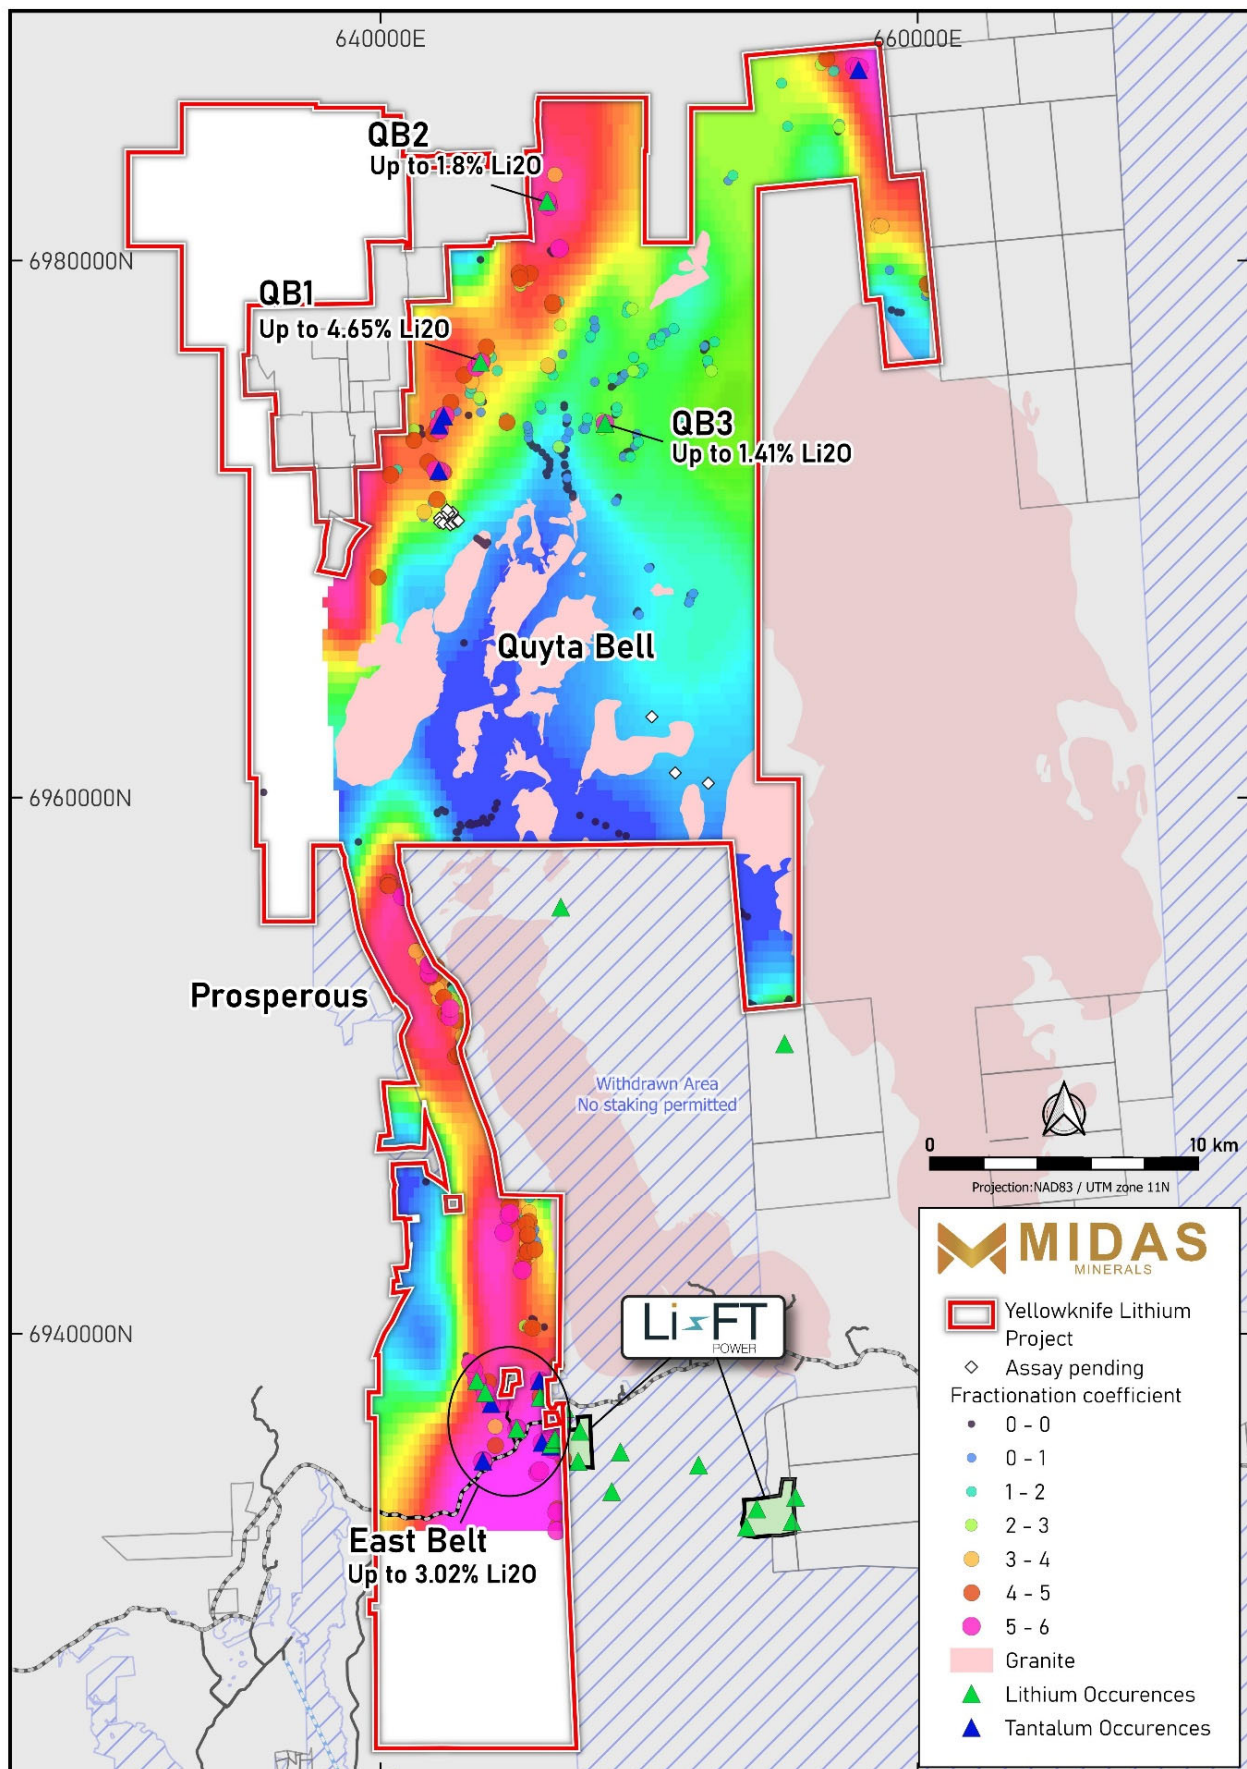 640000E
660000E
QB2
Up to 1.8% Li2O
6980000N
QB1
Up to 4.65% Li2O
QB3
Up to 1.41% Li2O
Quyta Bell
6960000N
Prosperous
Withdrawn Area
No staking permitted
0
10 km
Projection:NAD83 / UTM zone 11N
6940000N
Li-FT
POWER
East Belt
Up to 3.02% Li2O
MIDAS
MINERALS
Yellowknife Lithium
Project
Assay pending
Fractionation coefficient
0 - 0
0 - 1
1 - 2
2 - 3
3 - 4
4 - 5
5 - 6
Granite
Lithium Occurences
Tantalum Occurences